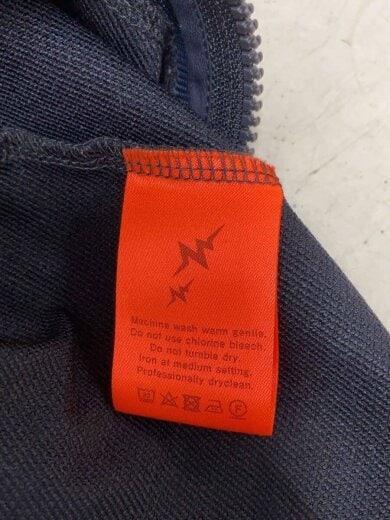 Machine wash warm gentle.
Do not use chlorine bleach.
Do not tumble dry.
Iron at medium setting.
Professionally dryclean.
F